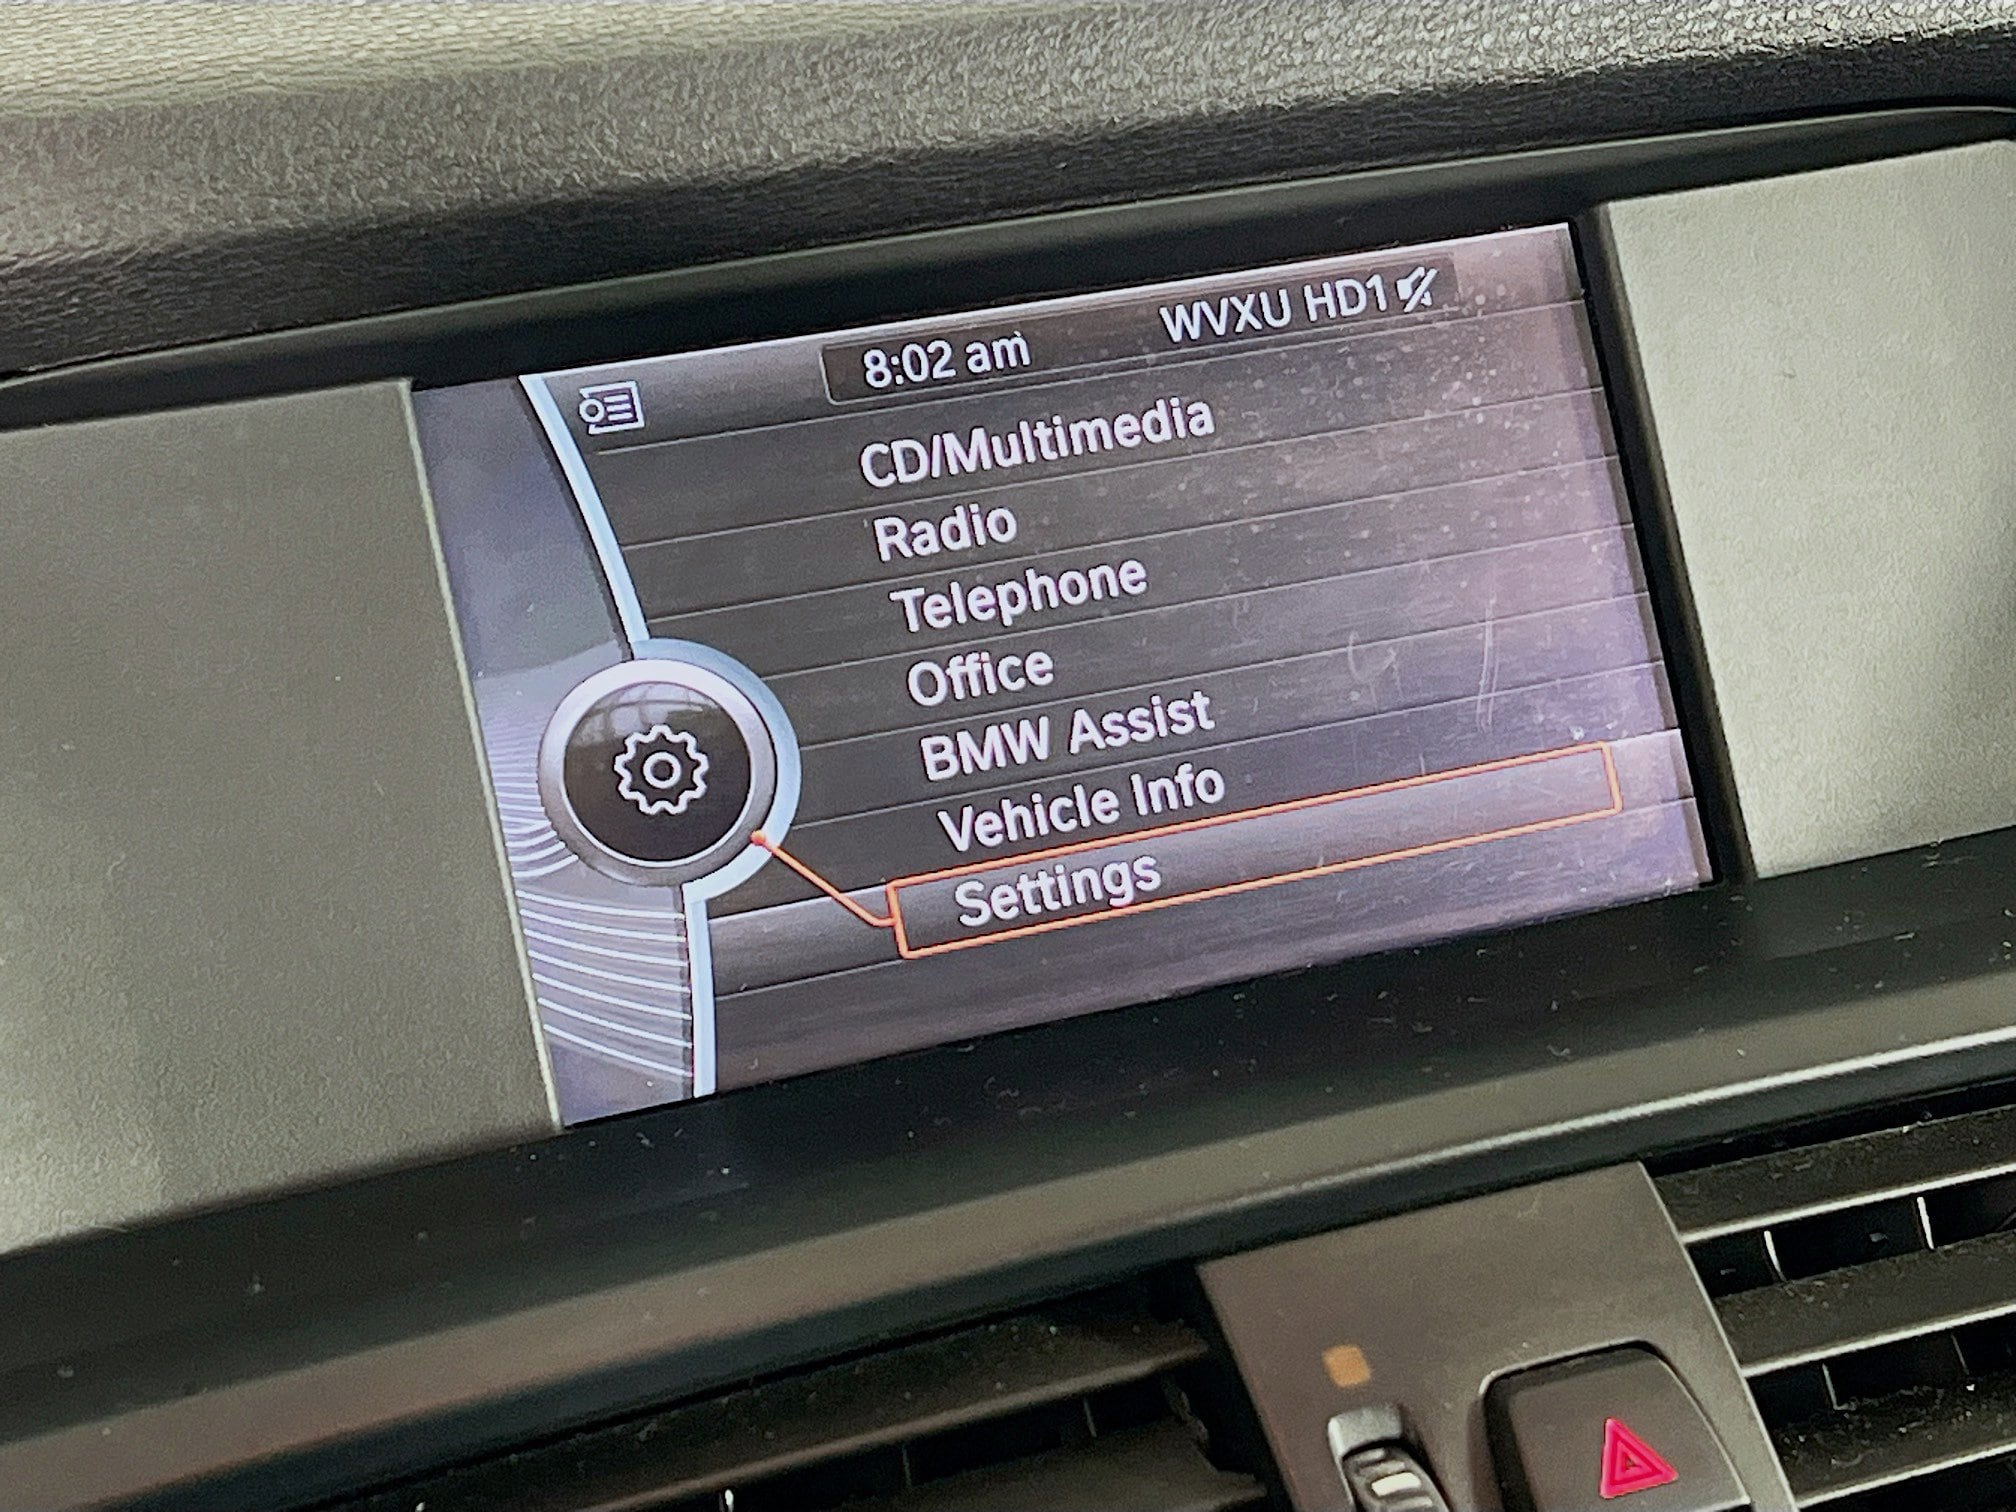 8:02 am
WVXU HD1
CD/Multimedia
Radio
Telephone
Office
BMW Assist
Vehicle Info
Settings